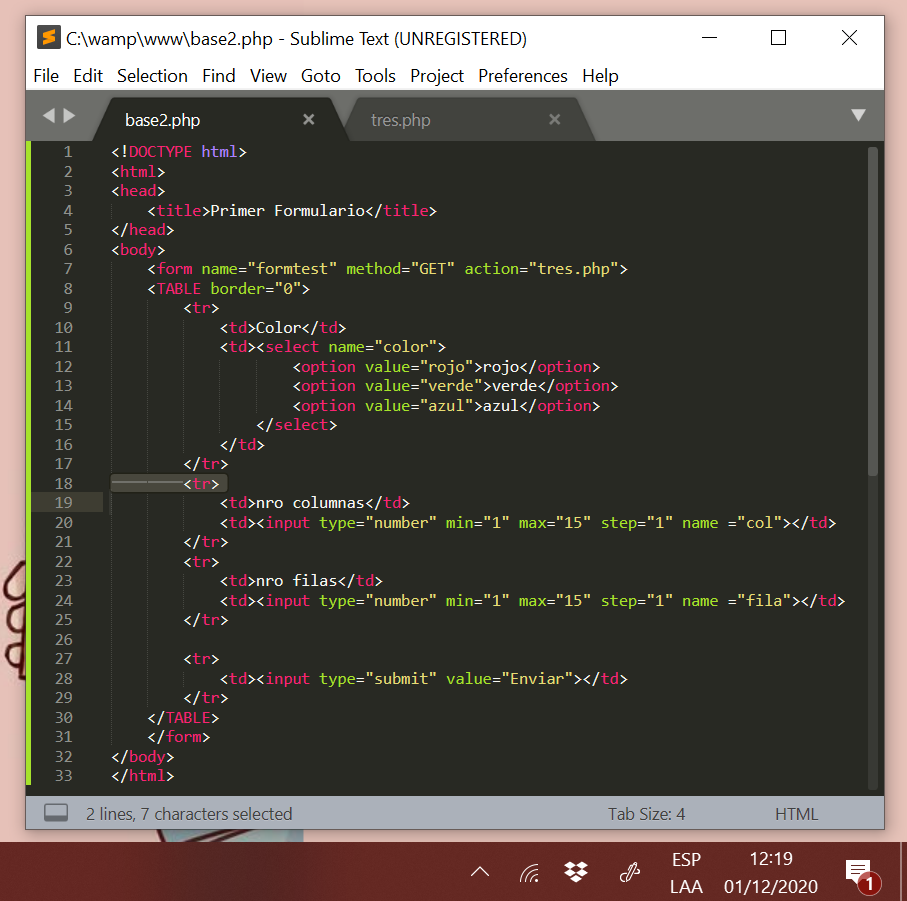 C:\wamp\www\base2.php - Sublime Text (UNREGISTERED)
File Edit Selection Find View Goto Tools Project Preferences Help
base2.php tres.php
1 <!DOCTYPE html>
2 <html>
3 <head>
4 <title>Primer Formulario</title>
5 </head>
6 <body>
7 <form name="formtest" method="GET" action="tres.php">
8 <TABLE border="0">
9 <tr>
10 <td>Color</td>
11 <td><select name="color">
12 <option value="rojo">rojo</option>
13 <option value="verde">verde</option>
14 <option value="azul">azul</option>
15 </select>
16 </td>
17 </tr>
18 <tr>
19 <td>nro columnas</td>
20 <td><input type="number" min="1" max="15" step="1" name ="col"></td>
21 </tr>
22 <tr>
23 <td>nro filas</td>
24 <td><input type="number" min="1" max="15" step="1" name ="fila"></td>
25 </tr>
26
27 <tr>
28 <td><input type="submit" value="Enviar"></td>
29 </tr>
30 </TABLE>
31 </form>
32 </body>
33 </html>
2 lines, 7 characters selected Tab Size: 4 HTML
ESP 12:19
LAA 01/12/2020 1